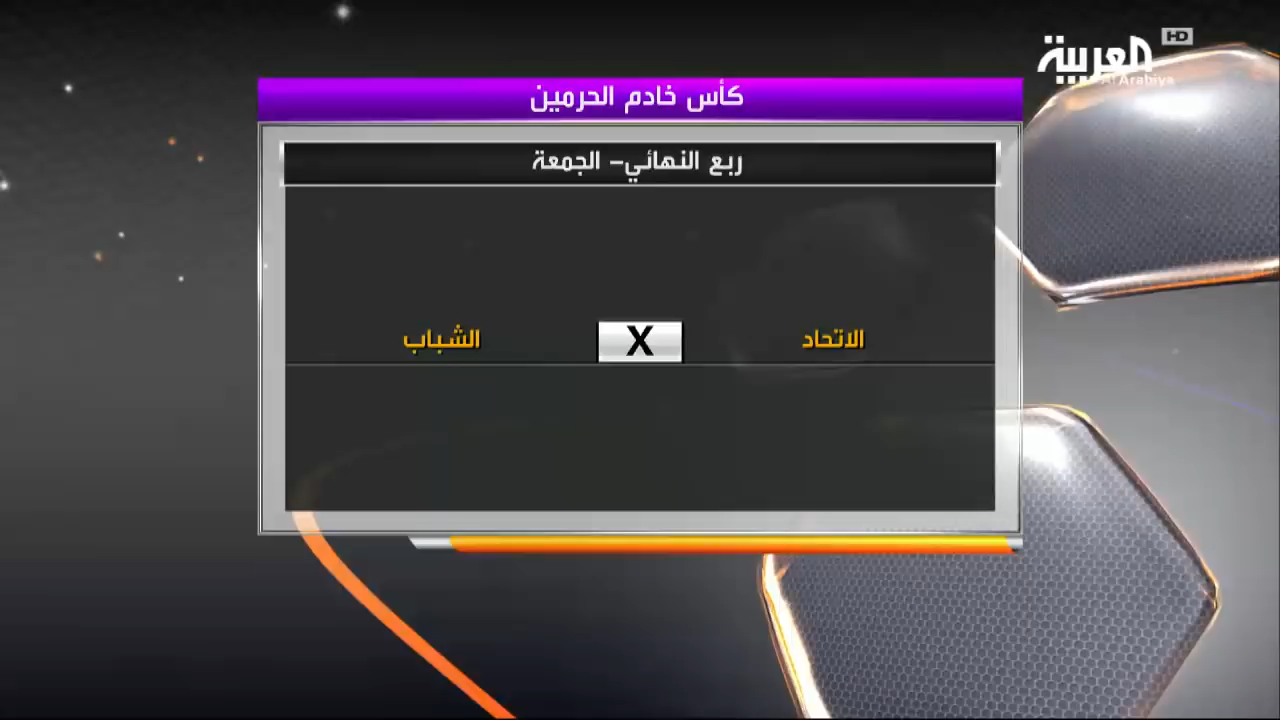 العربية HD
Al Arabiya
كأس خادم الحرمين
ربع النهائي- الجمعة
الاتحاد X الشباب